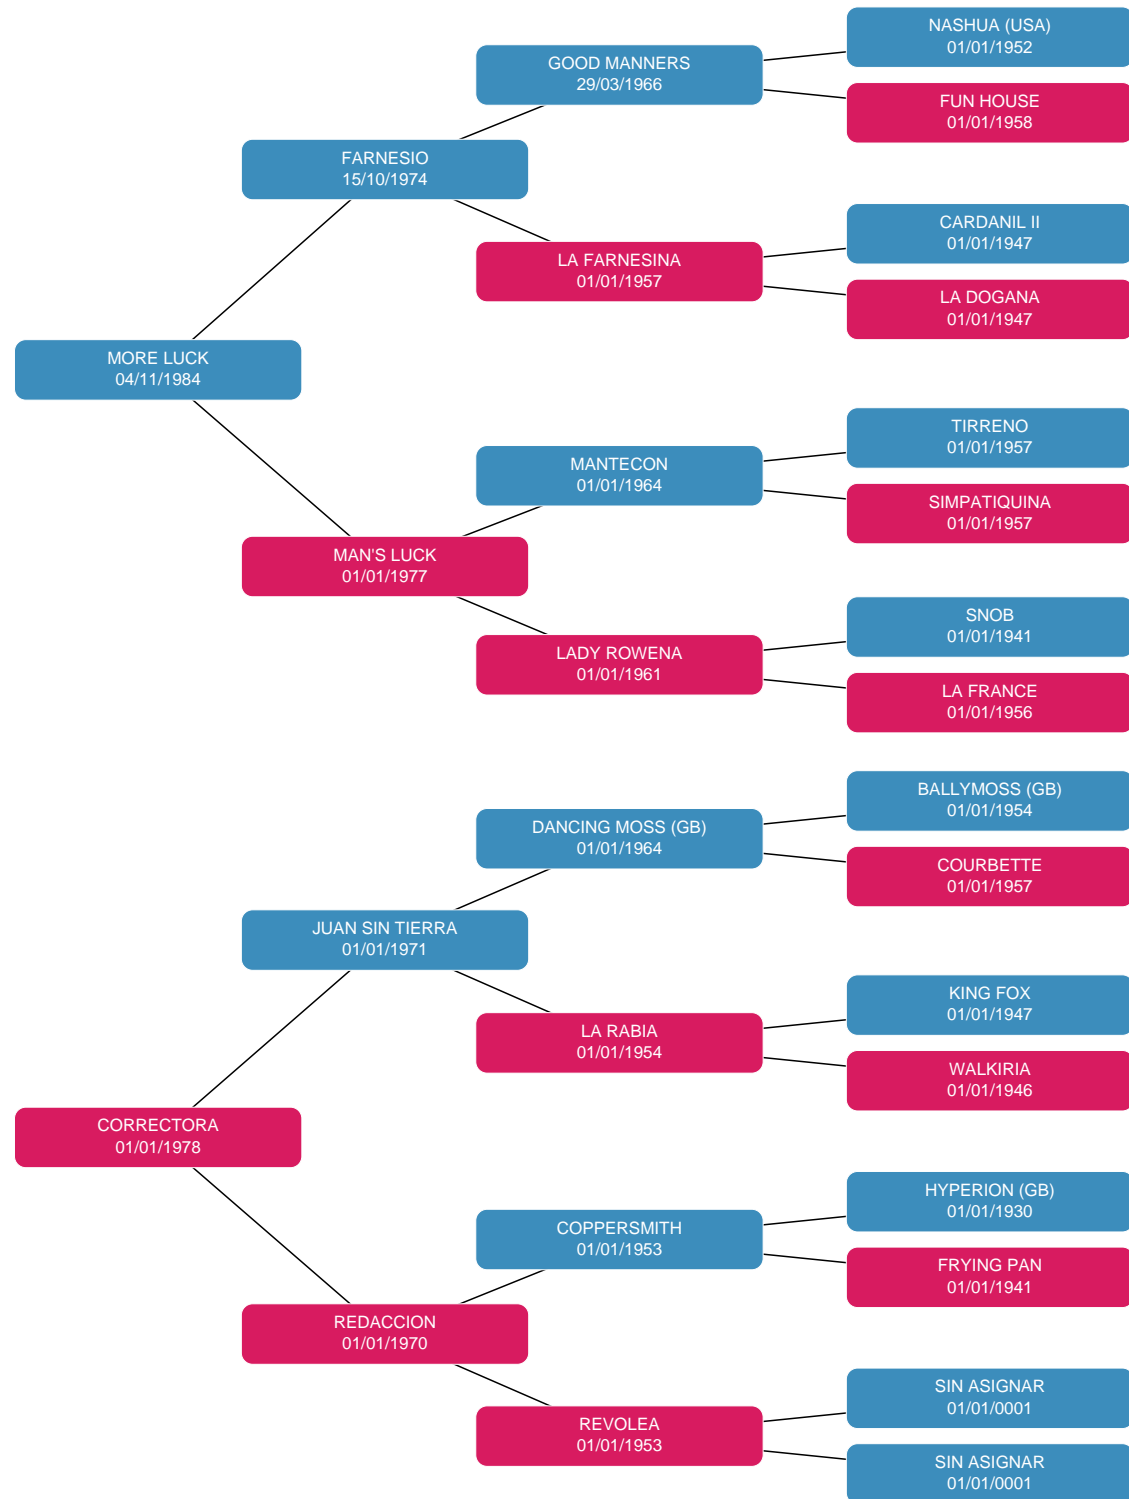 NASHUA (USA)
01/01/1952
GOOD MANNERS
29/03/1966
FUN HOUSE
01/01/1958
FARNESIO
15/10/1974
CARDANIL II
01/01/1947
LA FARNESINA
01/01/1957
LA DOGANA
01/01/1947
MORE LUCK
04/11/1984
TIRRENO
01/01/1957
MANTECON
01/01/1964
SIMPATIQUINA
01/01/1957
MAN'S LUCK
01/01/1977
SNOB
01/01/1941
LADY ROWENA
01/01/1961
LA FRANCE
01/01/1956
BALLYMOSS (GB)
01/01/1954
DANCING MOSS (GB)
01/01/1964
COURBETTE
01/01/1957
JUAN SIN TIERRA
01/01/1971
KING FOX
01/01/1947
LA RABIA
01/01/1954
WALKIRIA
01/01/1946
CORRECTORA
01/01/1978
HYPERION (GB)
01/01/1930
COPPERSMITH
01/01/1953
FRYING PAN
01/01/1941
REDACCION
01/01/1970
SIN ASIGNAR
01/01/0001
REVOLEA
01/01/1953
SIN ASIGNAR
01/01/0001